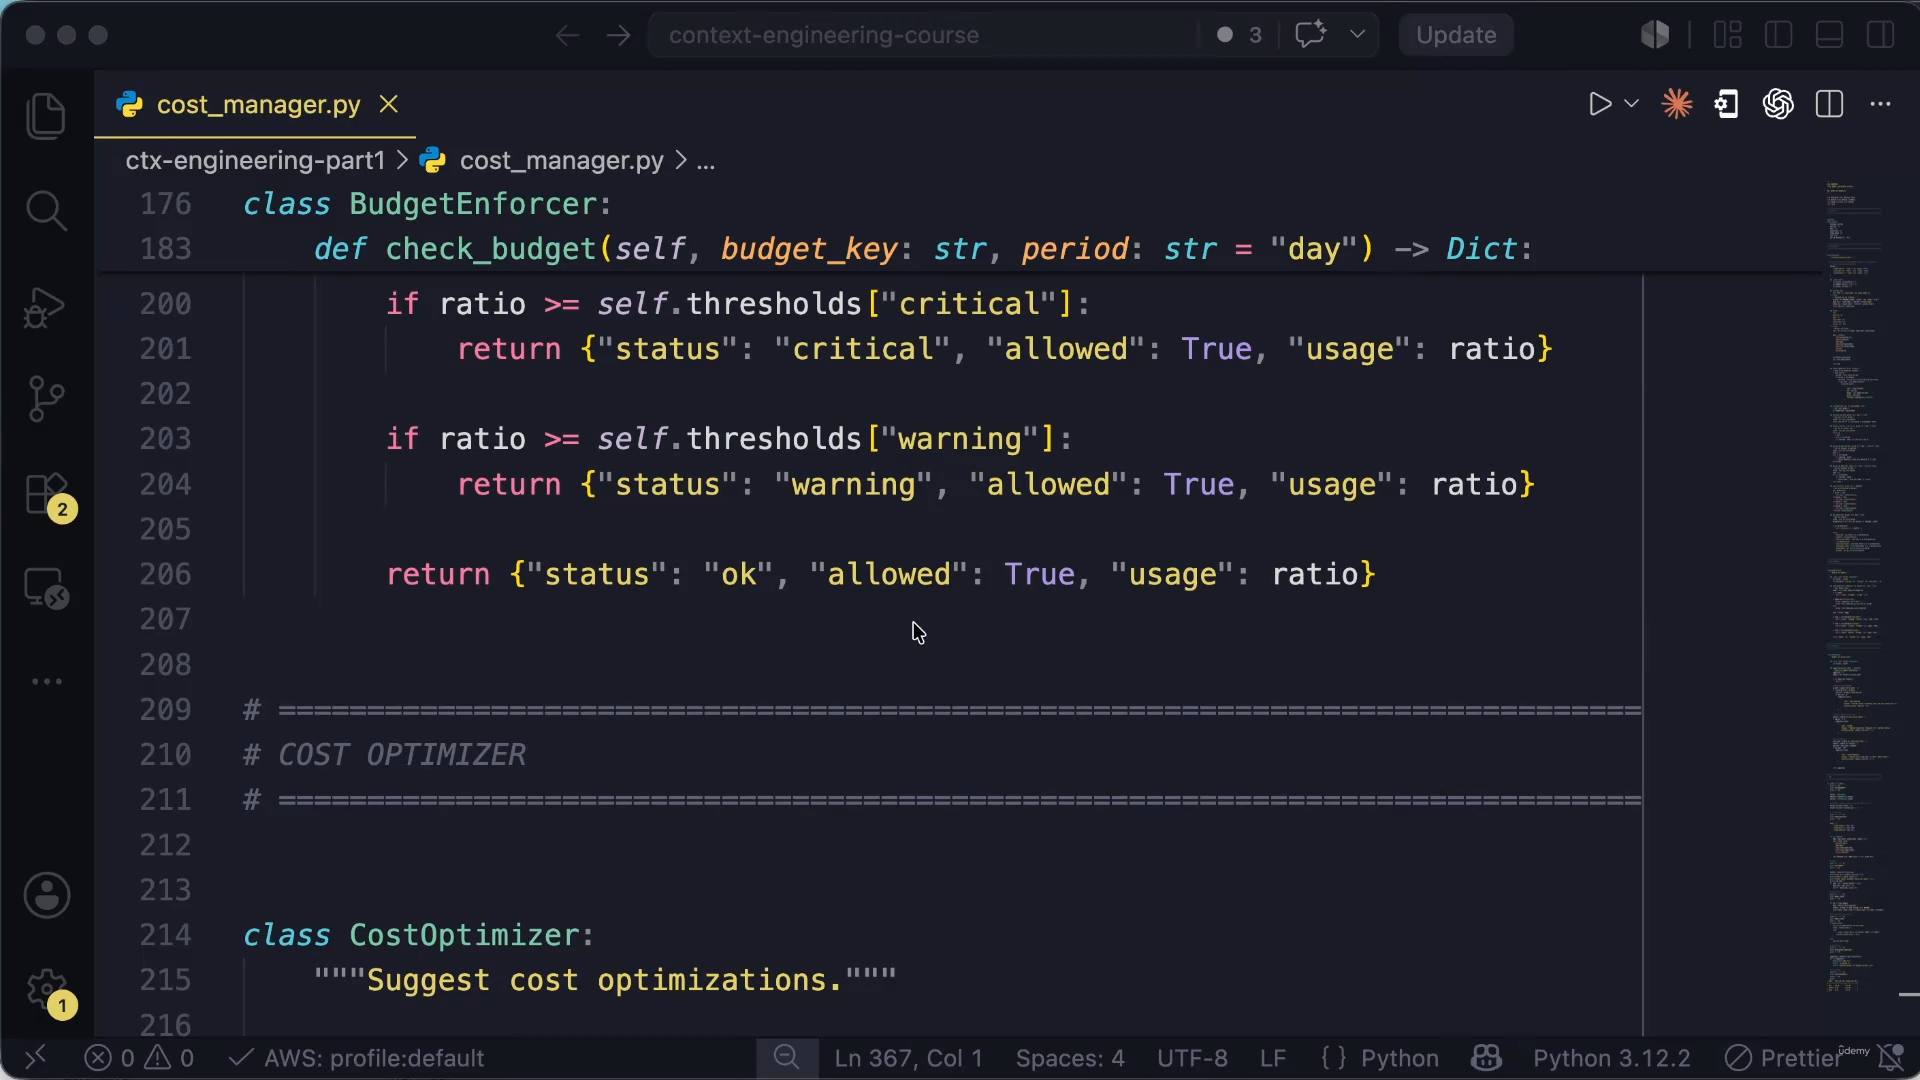 context-engineering-course
3
Update
cost_manager.py
ctx-engineering-part1 > cost_manager.py > ...
176 class BudgetEnforcer:
183 def check_budget(self, budget_key: str, period: str = "day") -> Dict:
200 if ratio >= self.thresholds["critical"]:
201 return {"status": "critical", "allowed": True, "usage": ratio}
202
203 if ratio >= self.thresholds["warning"]:
204 return {"status": "warning", "allowed": True, "usage": ratio}
205
206 return {"status": "ok", "allowed": True, "usage": ratio}
207
208
209 # =============================================================================
210 # COST OPTIMIZER
211 # =============================================================================
212
213
214 class CostOptimizer:
215 """Suggest cost optimizations."""
216
2
1
0 0 AWS: profile:default Ln 367, Col 1 Spaces: 4 UTF-8 LF { } Python Python 3.12.2 Prettier
ûdemy